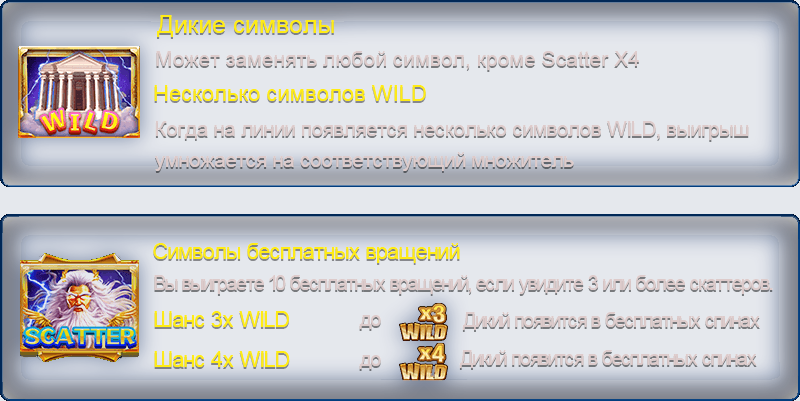 Дикие символы
Может заменять любой символ, кроме Scatter X4
WILD
Несколько символов WILD
Когда на линии появляется несколько символов WILD, выигрыш
умножается на соответствующий множитель
Символы бесплатных вращений
Вы выиграете 10 бесплатных вращений, если увидите 3 или более скаттеров.
SCATTER
Шанс 3x WILD до x3 WILD Дикий появится в бесплатных спинах
Шанс 4x WILD до x4 WILD Дикий появится в бесплатных спинах